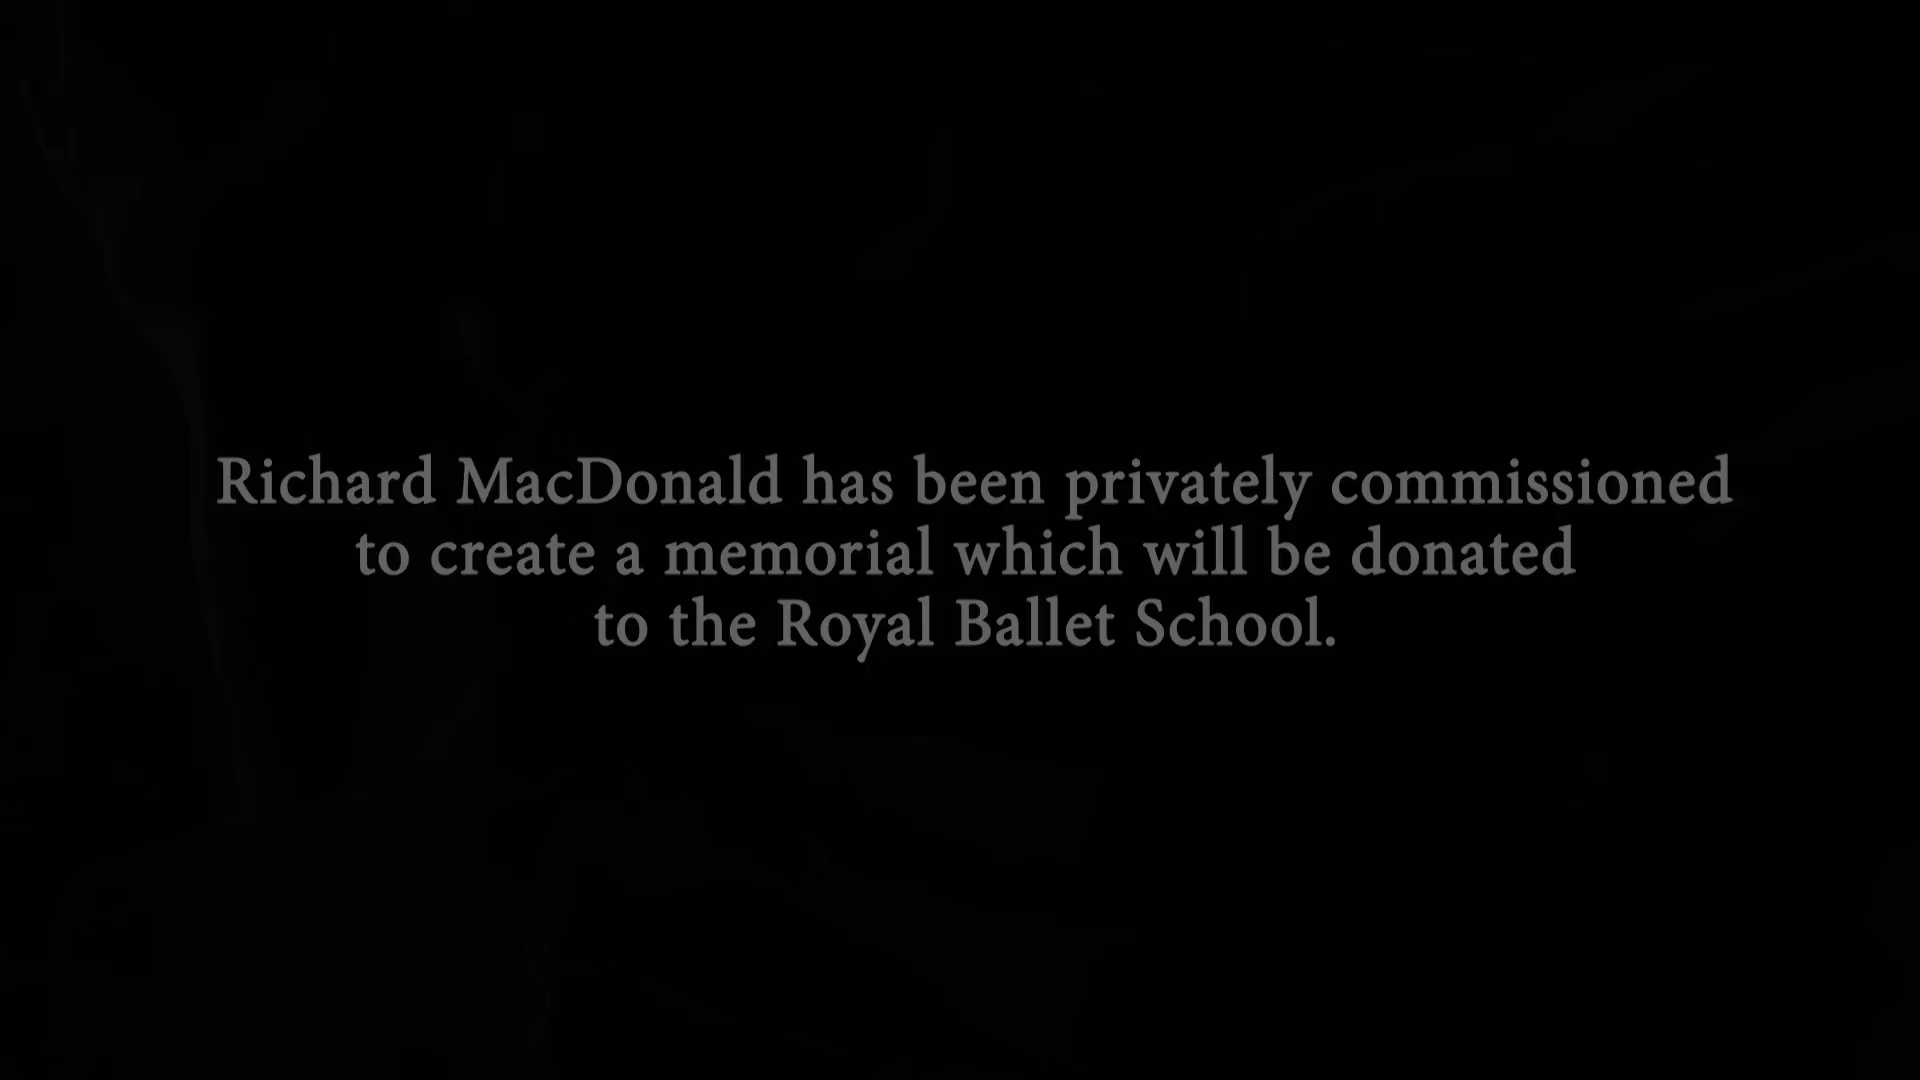 Richard MacDonald has been privately commissioned
to create a memorial which will be donated
to the Royal Ballet School.